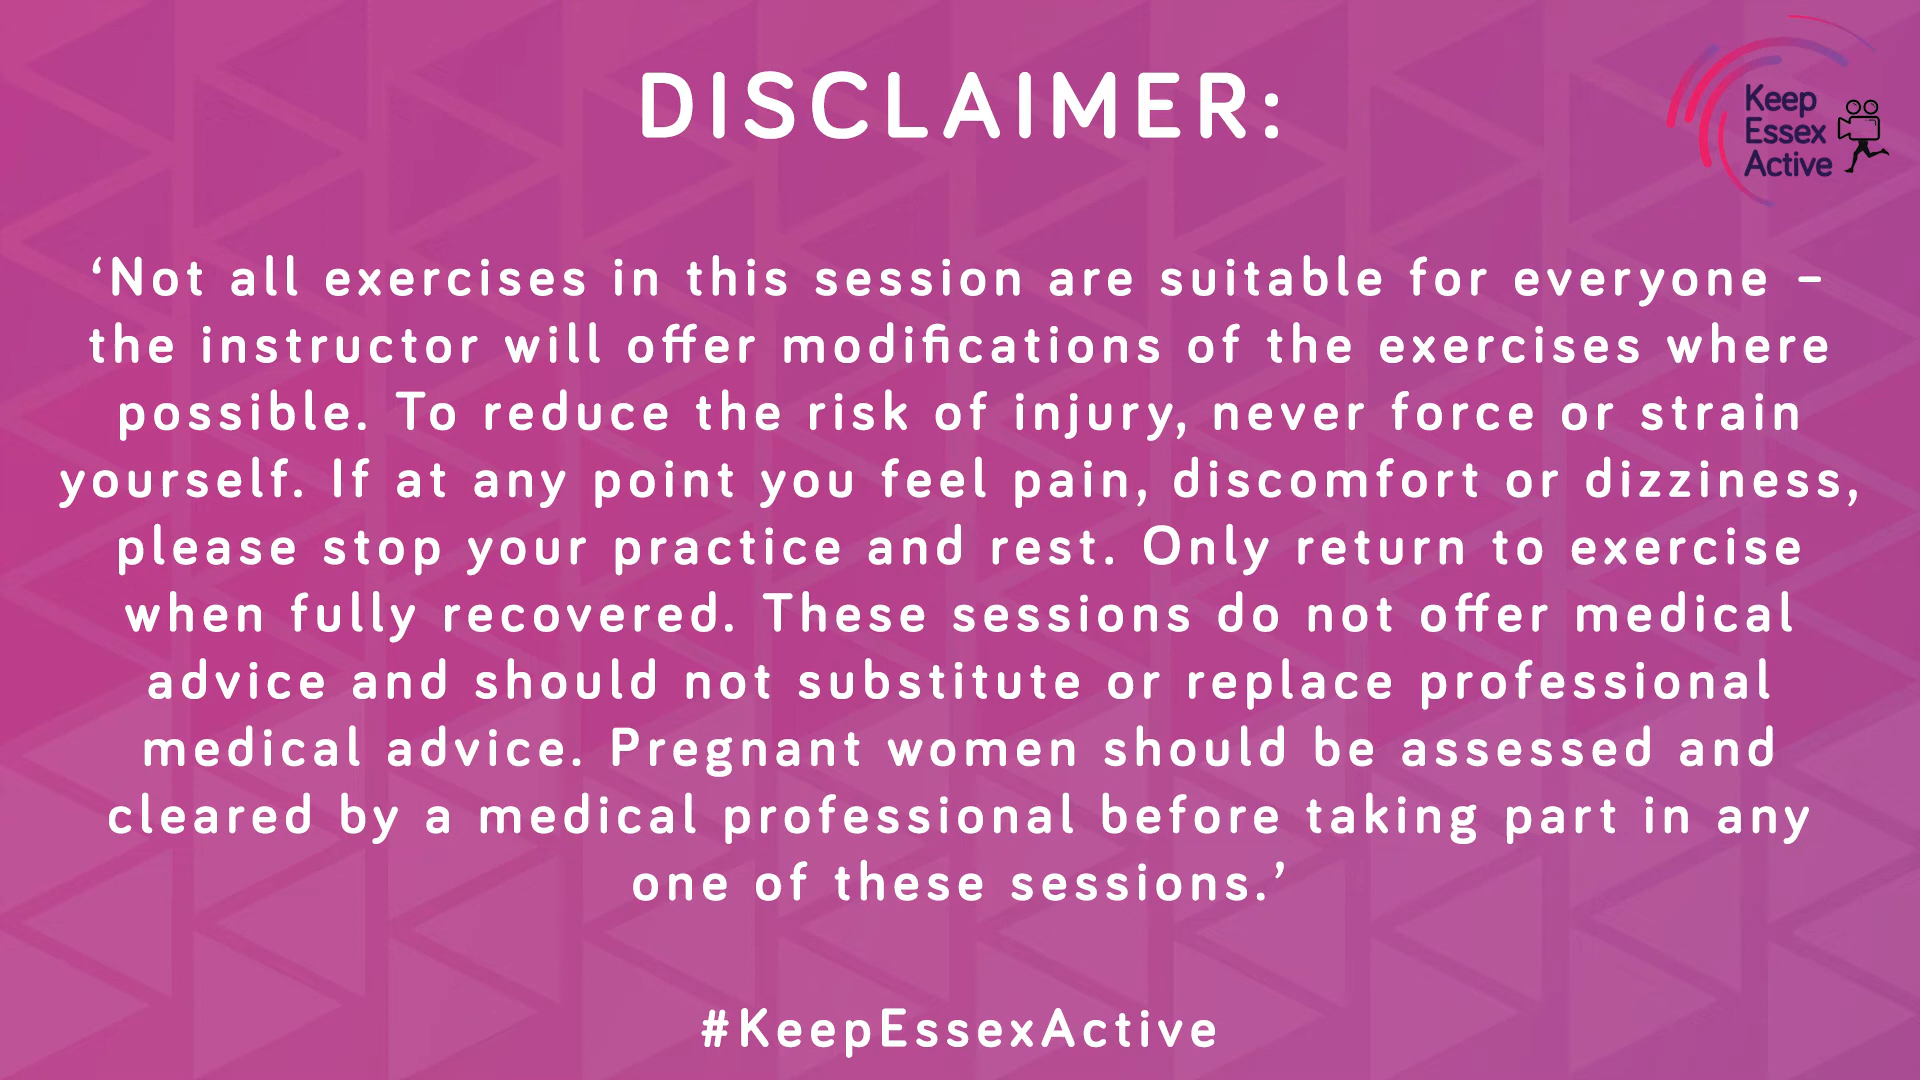 DISCLAIMER:
Keep
Essex
Active
‘Not all exercises in this session are suitable for everyone –
the instructor will offer modifications of the exercises where
possible. To reduce the risk of injury, never force or strain
yourself. If at any point you feel pain, discomfort or dizziness,
please stop your practice and rest. Only return to exercise
when fully recovered. These sessions do not offer medical
advice and should not substitute or replace professional
medical advice. Pregnant women should be assessed and
cleared by a medical professional before taking part in any
one of these sessions.’
#KeepEssexActive